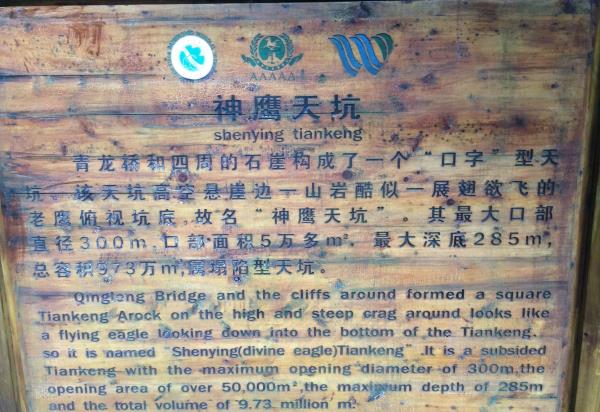 AAAAA
神鹰天坑
shenying tiankeng
青龙桥和四周的石崖构成了一个“口字”型天
坑。该天坑高空悬崖边一山岩酷似一展翅欲飞的
老鹰俯视坑底，故名“神鹰天坑”。其最大口部
直径300m，口部面积5万多m²，最大深底285m，
总容积973万m³，属塌陷型天坑。
Qinglong Bridge and the cliffs around formed a square
Tiankeng Arock on the high and steep crag around looks like
a flying eagle looking down into the bottom of the Tiankeng.
so it is named "Shenying(divine eagle)Tiankeng" .It is a subsided
Tiankeng with the maximum opening diameter of 300m,the
opening area of over 50,000m²,the maximum depth of 285m
and the total volume of 9.73 million m³